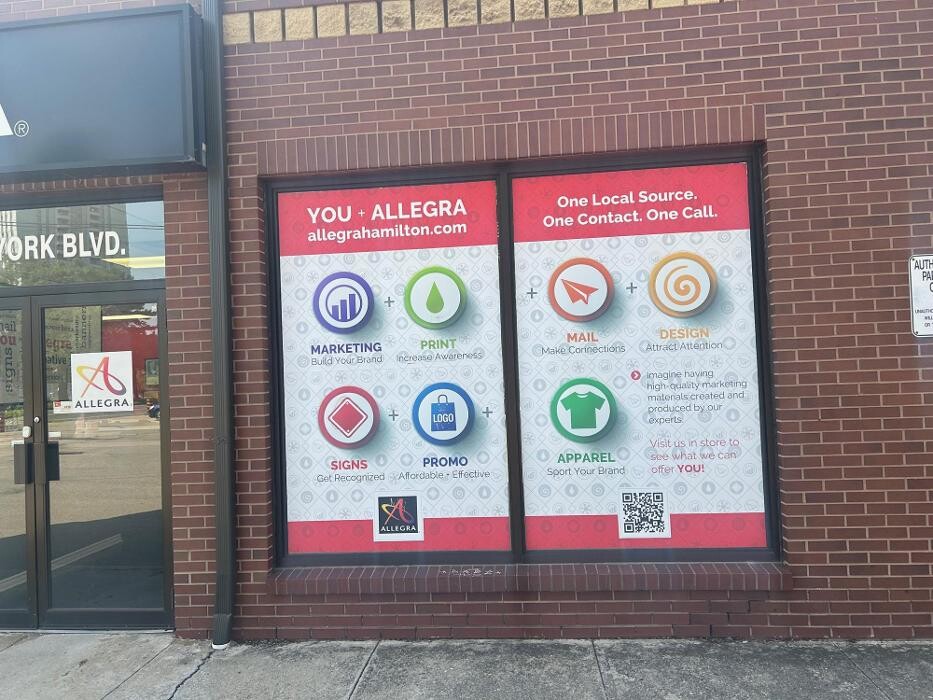 ®
YORK BLVD.
ALLEGRA
YOU + ALLEGRA
allegrahamilton.com
MARKETING
Build Your Brand
+
PRINT
Increase Awareness
SIGNS
Get Recognized
+
LOGO
PROMO
Affordable + Effective
+
ALLEGRA
One Local Source.
One Contact. One Call.
+
MAIL
Make Connections
+
DESIGN
Attract Attention
APPAREL
Sport Your Brand
Imagine having
high-quality marketing
materials created and
produced by our
experts.
Visit us in store to
see what we can
offer YOU!